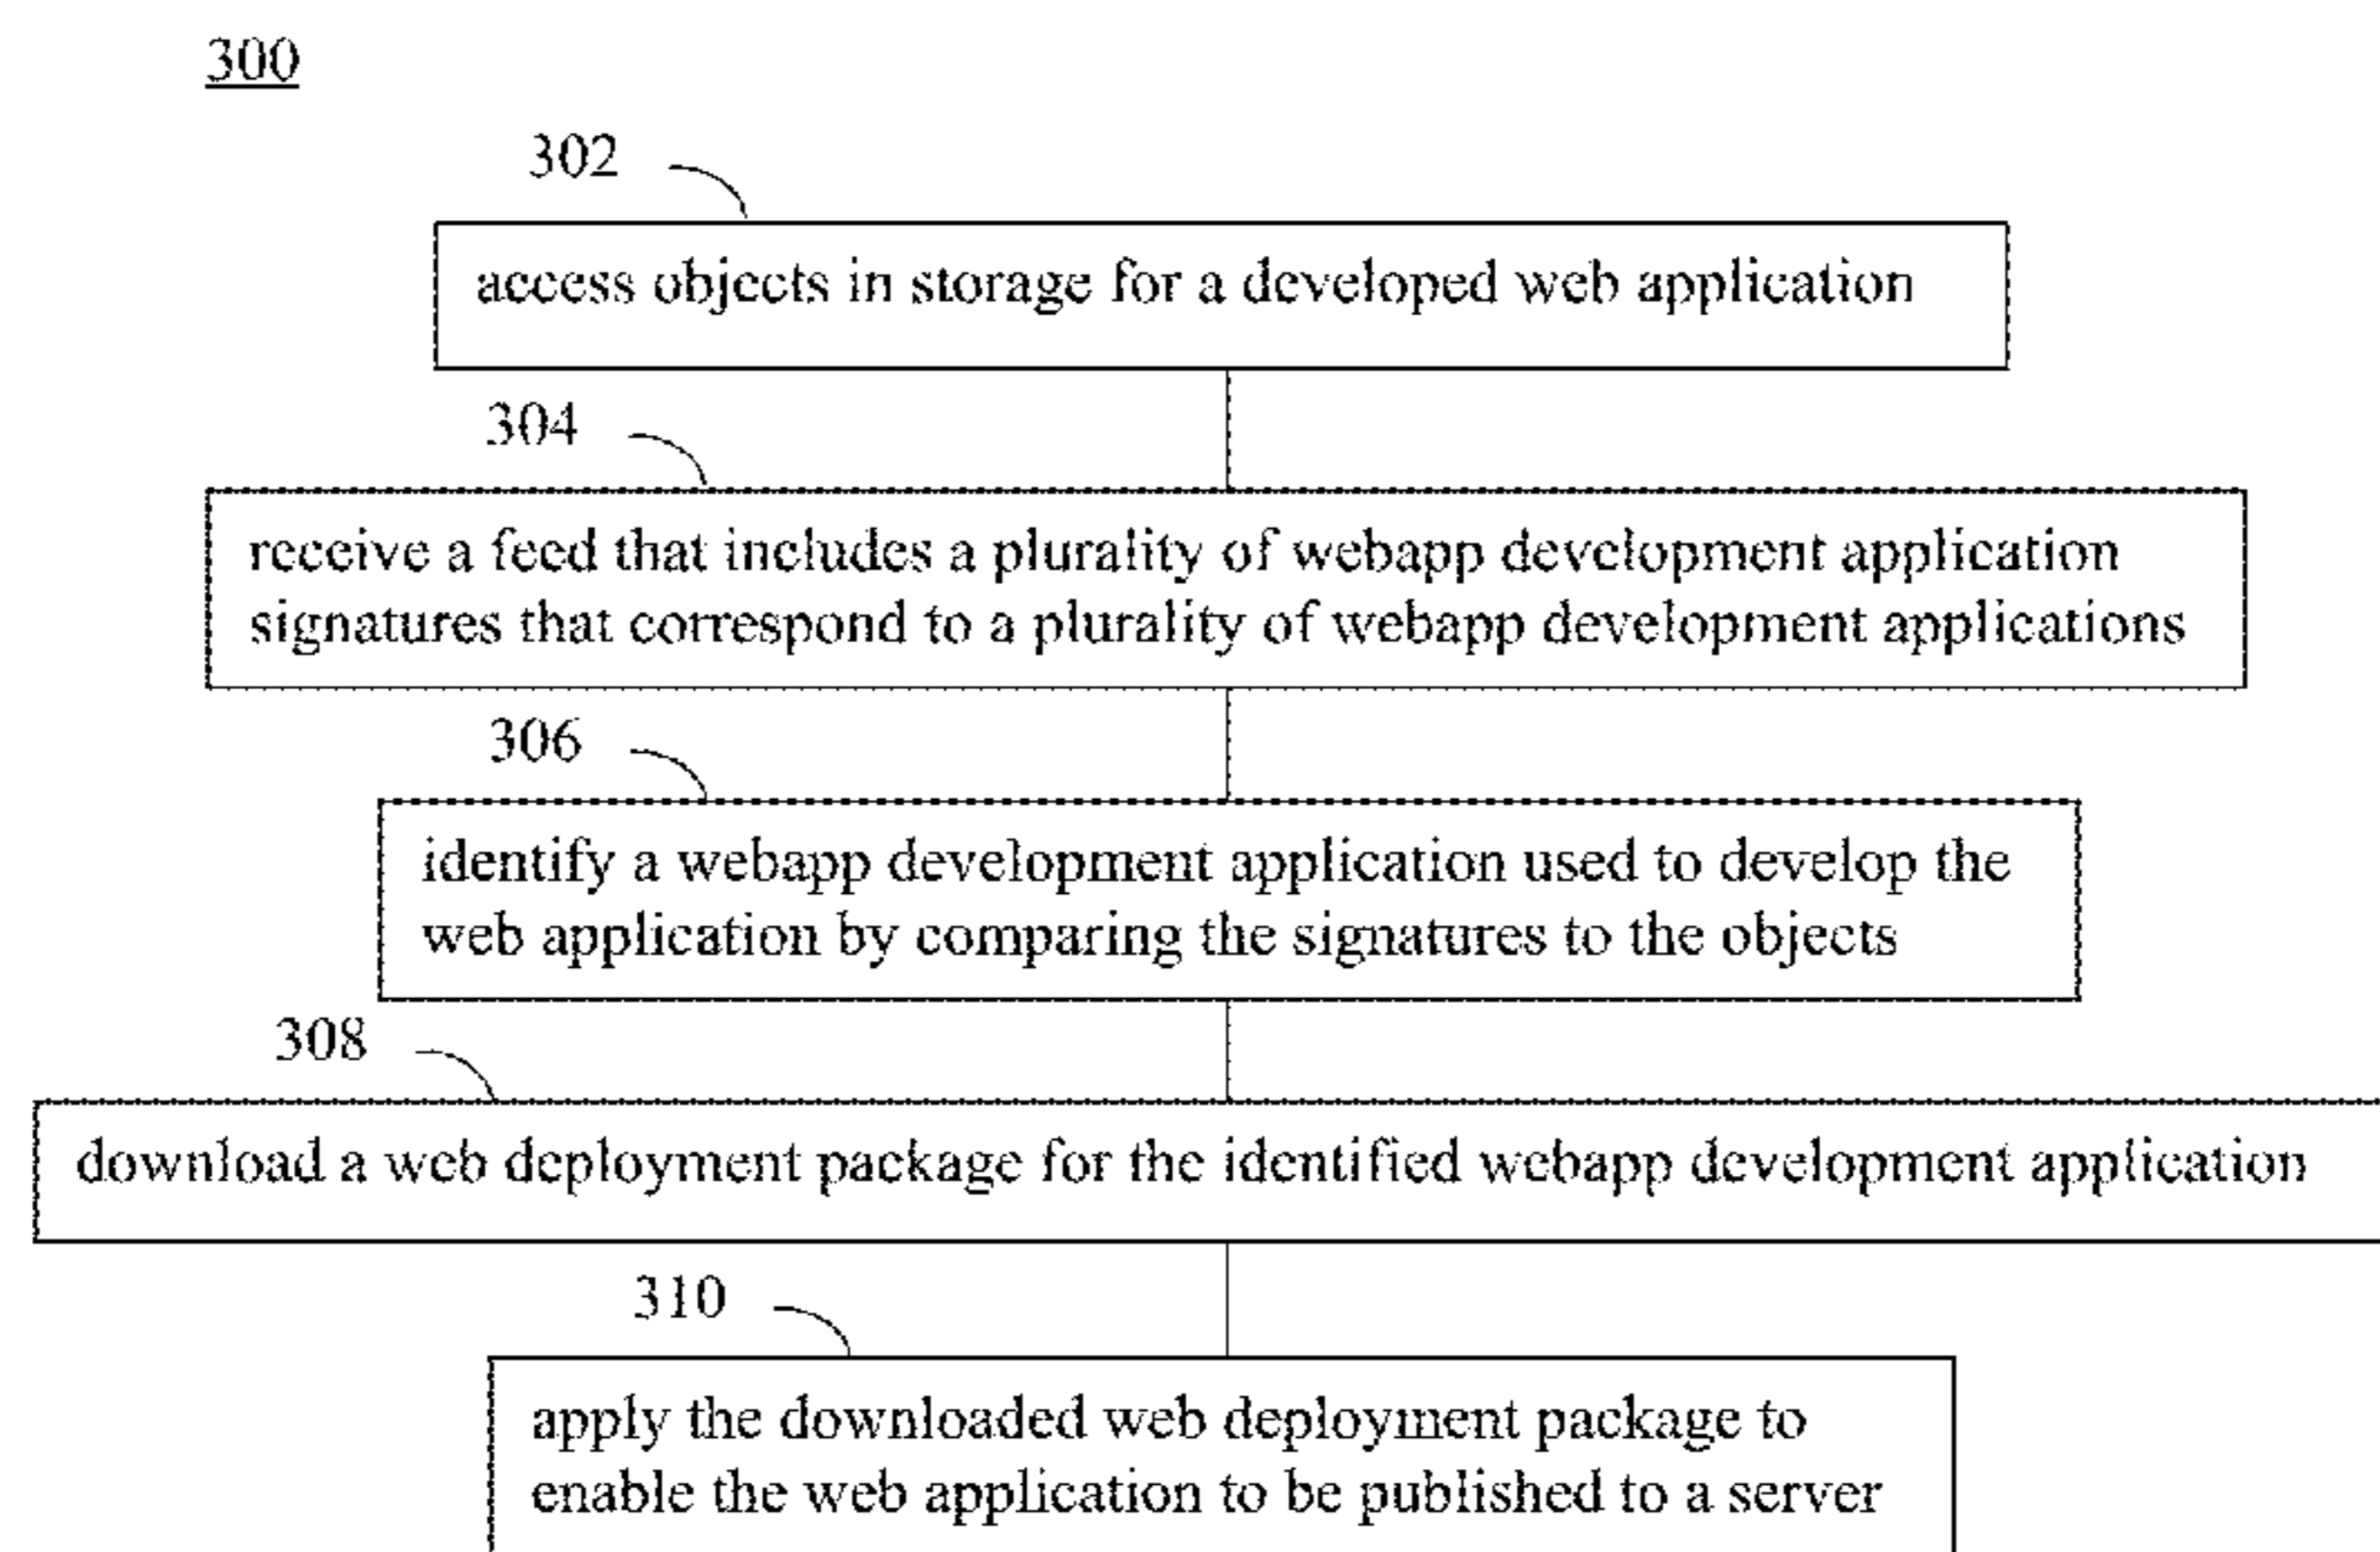 300
302
access objects in storage for a developed web application
304
receive a feed that includes a plurality of webapp development application
signatures that correspond to a plurality of webapp development applications
306
identify a webapp development application used to develop the
web application by comparing the signatures to the objects
308
download a web deployment package for the identified webapp development application
310
apply the downloaded web deployment package to
enable the web application to be published to a server